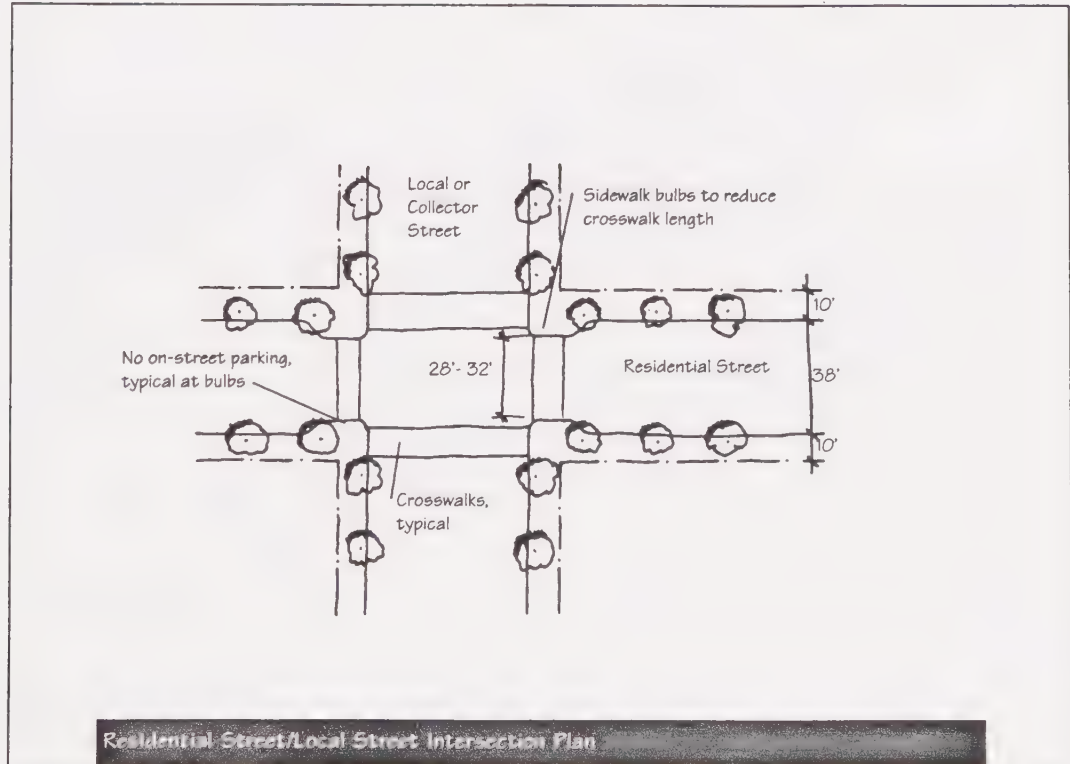 Local or
Collector
Street
Sidewalk bulbs to reduce
crosswalk length
10'
No on-street parking,
typical at bulbs
28'- 32'
Residential Street
38'
10'
Crosswalks,
typical
Residential Street/Local Street Intersection Plan